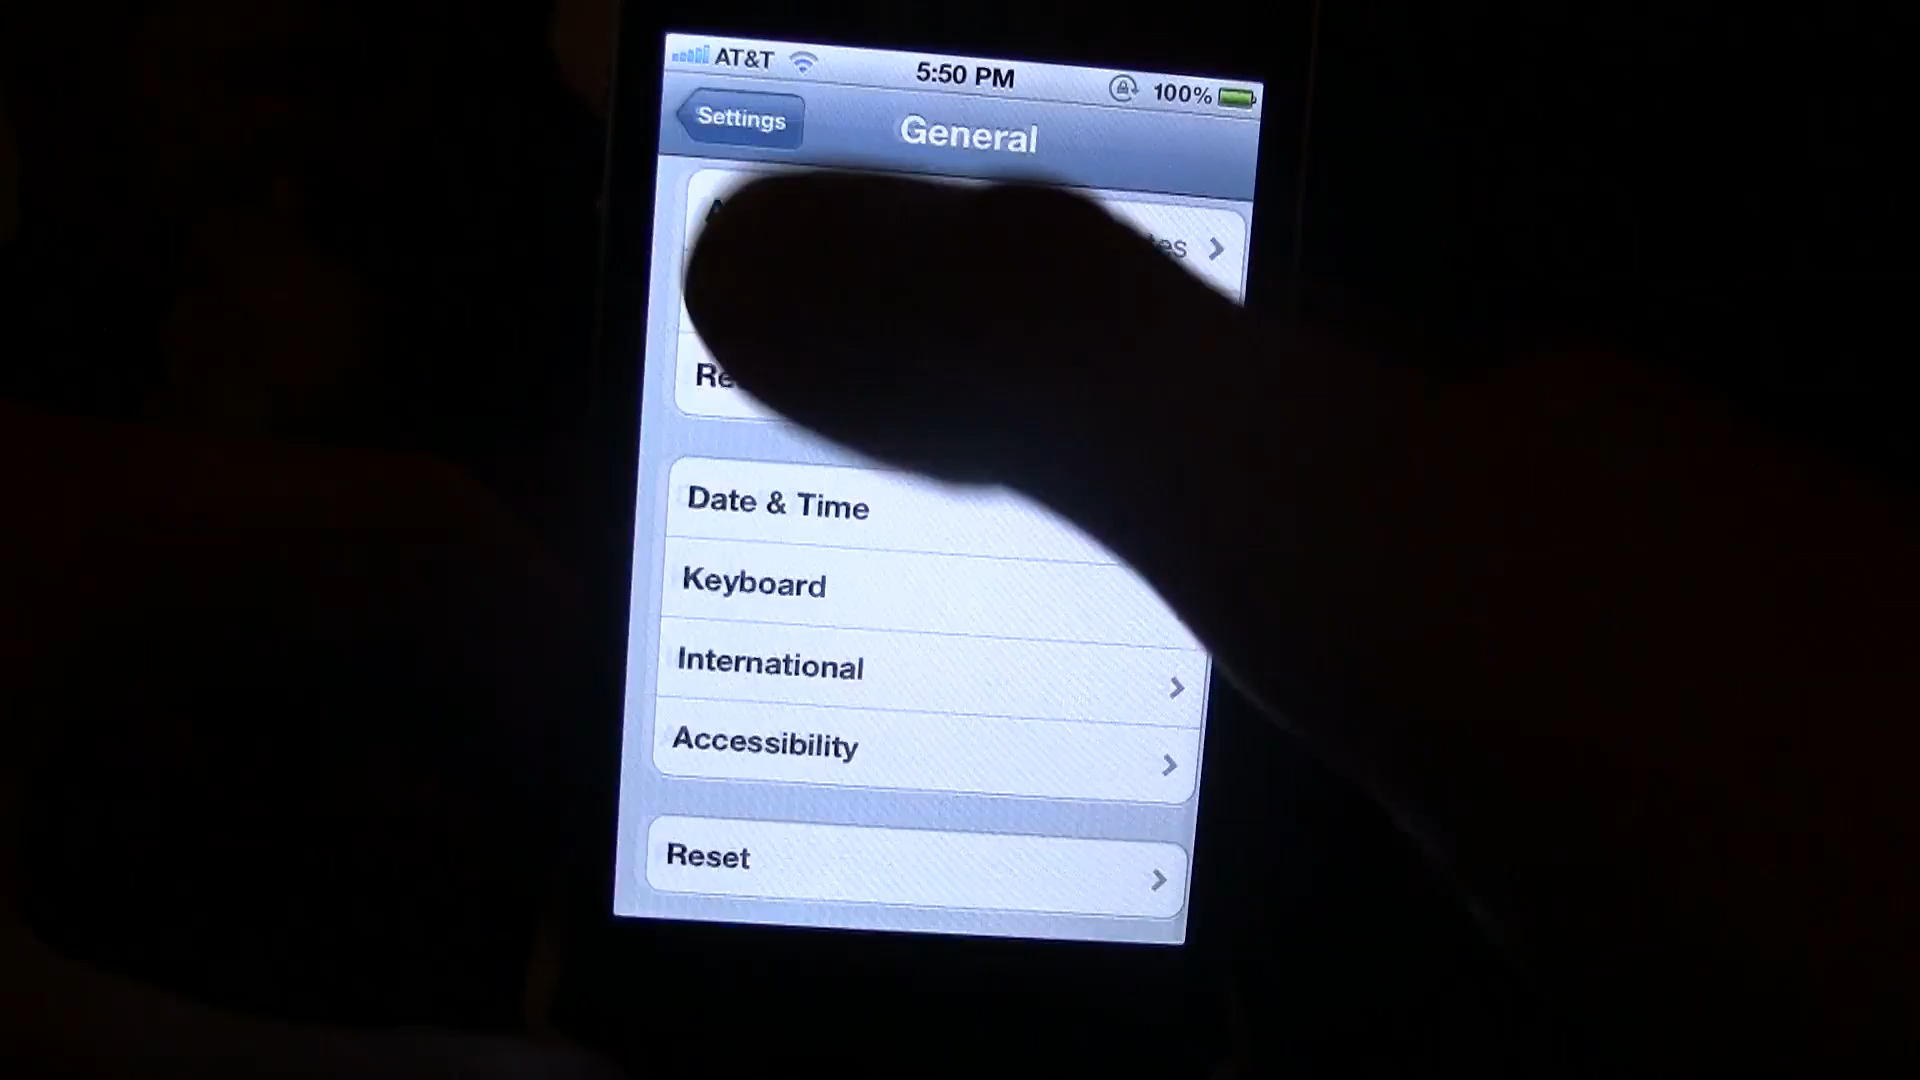 AT&T 5:50 PM 100%
Settings General
Date & Time
Keyboard
International
Accessibility
Reset